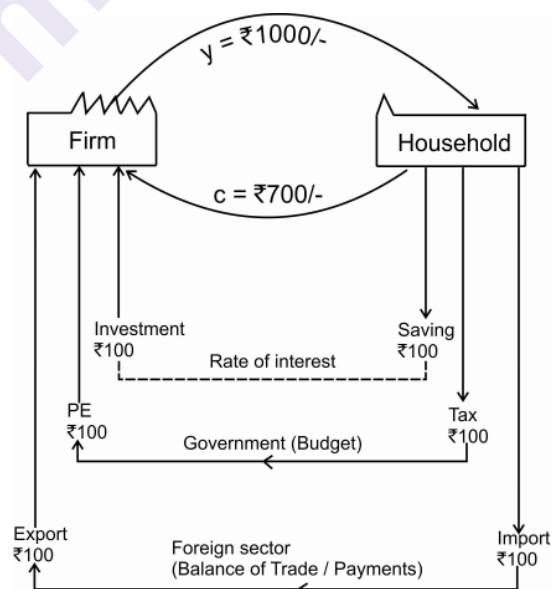 y = ₹1000/-
Firm
Household
c = ₹700/-
Investment
₹100
Saving
₹100
Rate of interest
PE
₹100
Tax
₹100
Government (Budget)
Export
₹100
Foreign sector
(Balance of Trade / Payments)
Import
₹100